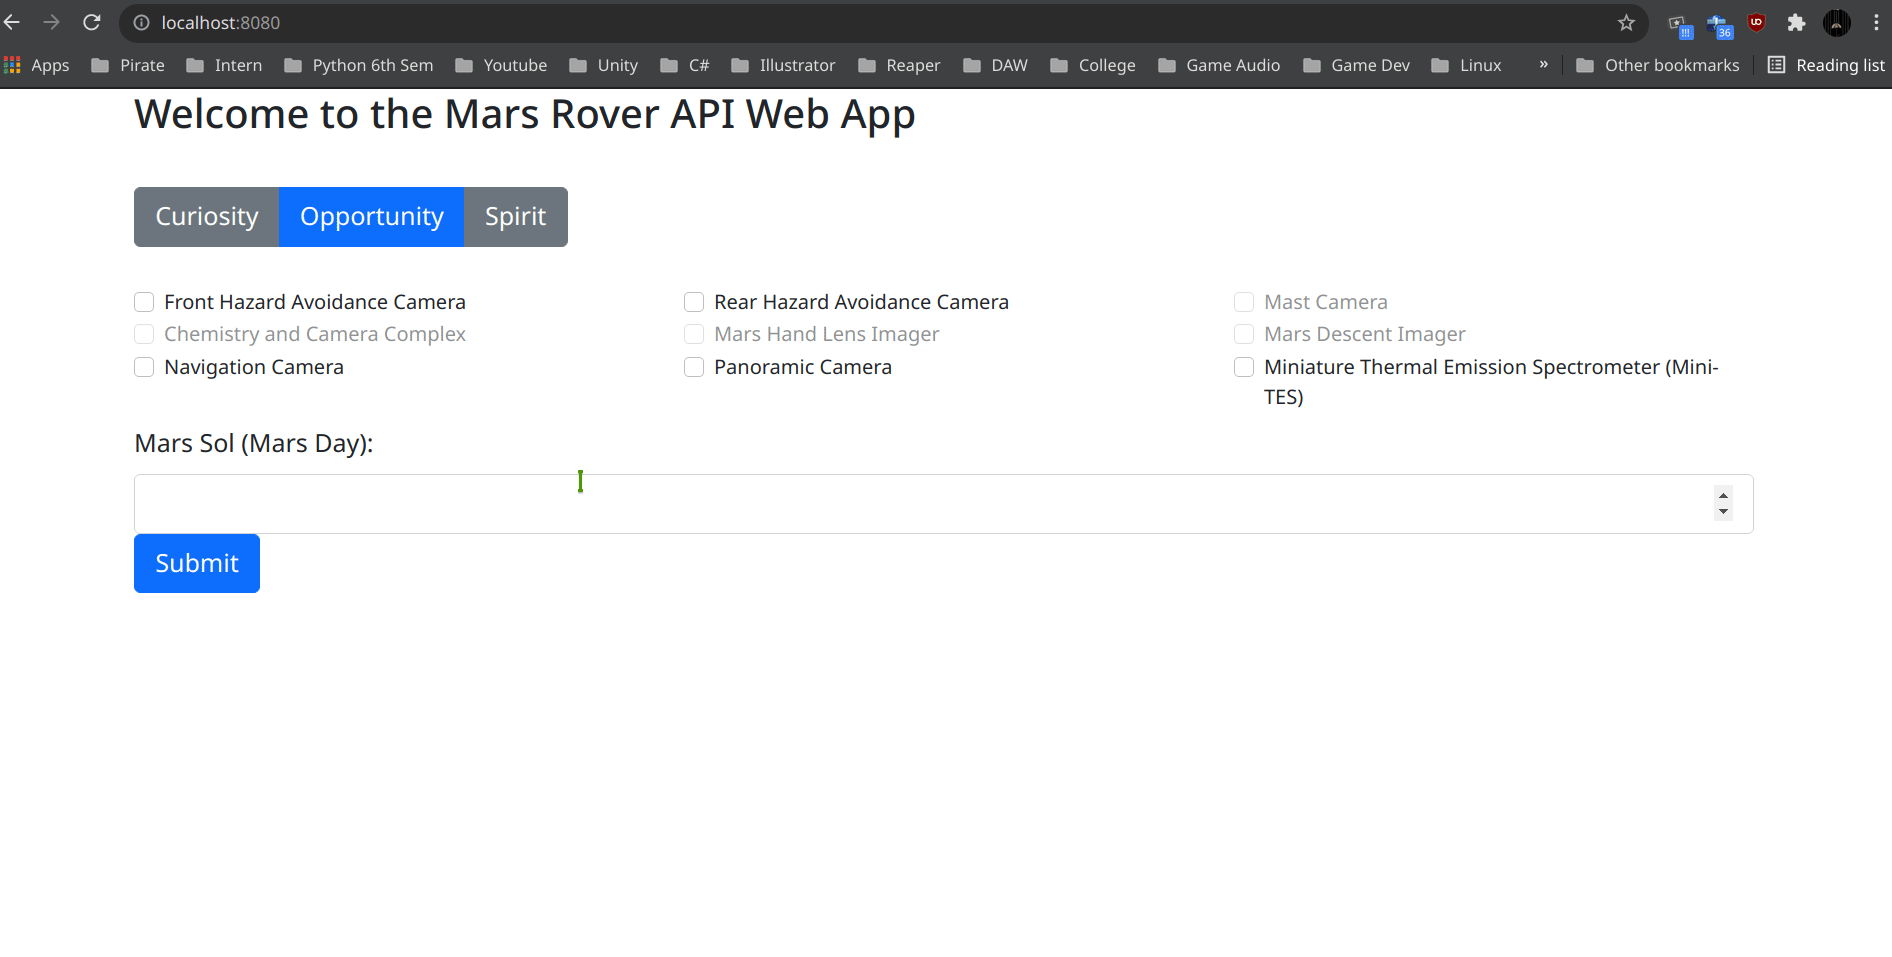 localhost:8080
!!! 36 UO
Apps Pirate Intern Python 6th Sem Youtube Unity C# Illustrator Reaper DAW College Game Audio Game Dev Linux » Other bookmarks Reading list
Welcome to the Mars Rover API Web App
Curiosity Opportunity Spirit
Front Hazard Avoidance Camera Rear Hazard Avoidance Camera Mast Camera
Chemistry and Camera Complex Mars Hand Lens Imager Mars Descent Imager
Navigation Camera Panoramic Camera Miniature Thermal Emission Spectrometer (Mini-
TES)
Mars Sol (Mars Day):
Submit